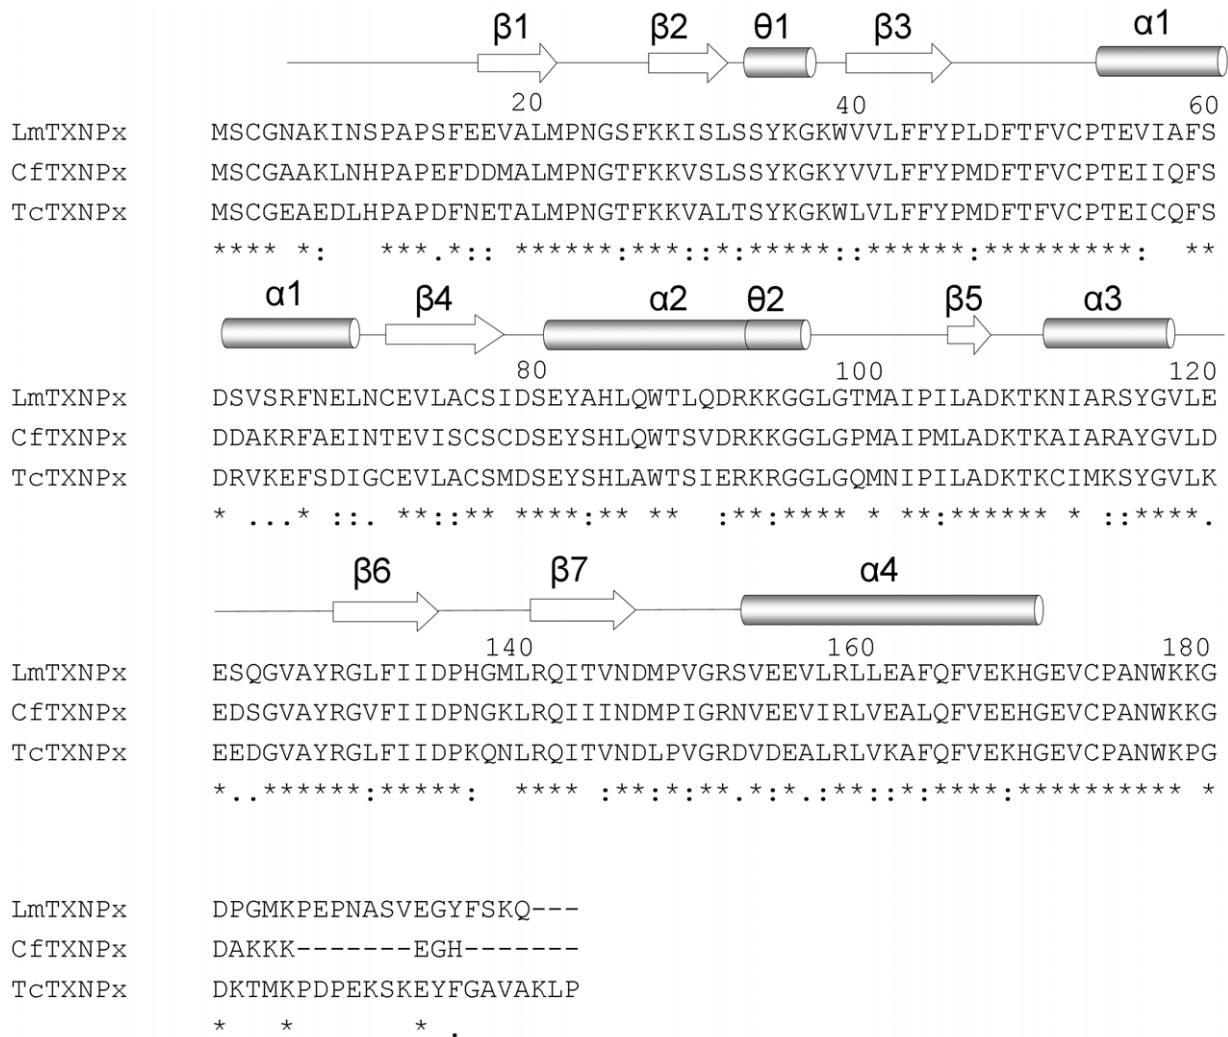 β1 β2 θ1 β3 α1
20 40 60
LmTXNPx MSCGNAKINSPAPSFEEVALMPNGSFKKISLSSYKGKWVVLFFYPLDFTFVCPTEVIAFS
CfTXNPx MSCGAAKLNHPAPEFDDMALMPNGTFKKVSLSSYKGKYVVLFFYPMDFTFVCPTEIIQFS
TcTXNPx MSCGEAEDLHPAPDFNETALMPNGTFKKVALTSYKGKWLVLFFYPMDFTFVCPTEICQFS
**** *:   ***.*:: ******:***::*:******::******:**********:  **
α1 β4 α2 θ2 β5 α3
80 100 120
LmTXNPx DSVSRFNELNCEVLACSIDSEYAHLQWTLQDRKKGGLGTMAIPILADKTKNIARSYGVLE
CfTXNPx DDAKRFAEINTEVISCSCDSEYSHLQWTSVDRKKGGLGPMAIPMLADKTKAIARAYGVLD
TcTXNPx DRVKEFSDIGCEVLACSMDSEYSHLAWTSIERKRGGLGQMNIPILADKTKCIMKSYGVLK
* ...* ::. **::** ****:** **  :**:**** * **:****** * ::****.
β6 β7 α4
140 160 180
LmTXNPx ESQGVAYRGLFIIDPHGMLRQITVNDMPVGRSVEEVLRLLEAFQFVEKHGEVCPANWKKG
CfTXNPx EDSGVAYRGVFIIDPNGKLRQIIINDMPIGRNVEEVIRLVEALQFVEEHGEVCPANWKKG
TcTXNPx EEDGVAYRGLFIIDPKQNLRQITVNDLPVGRDVDEALRLVKAFQFVEKHGEVCPANWKPG
*..******:*****:  **** :**:*:**.*:*.:**::*:****:********** *
LmTXNPx DPGMKPEPNASVEGYFSKQ---
CfTXNPx DAKKK-------EGH-------
TcTXNPx DKTMKPDPEKSKEYFGAVAKLP
*   *       * .